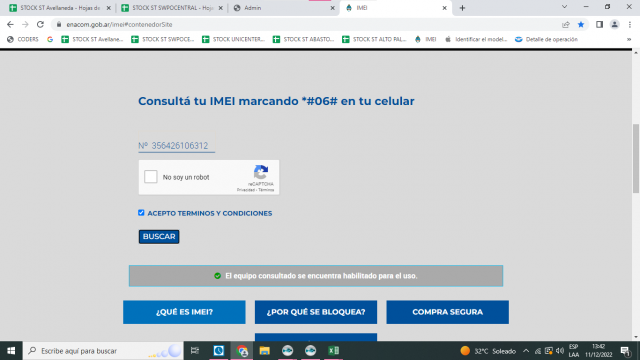 STOCK ST Avellaneda - Hojas de
STOCK ST SWPOCENTRAL - Hoja
Admin
IMEI
enacom.gob.ar/imei#contenedorSite
CODERS
G
STOCK ST Avellane...
STOCK ST SWPOCE...
STOCK UNICENTER...
STOCK ST ABASTO...
STOCK ST ALTO PAL...
IMEI
Identificar el model...
Detalle de operación
Consultá tu IMEI marcando *#06# en tu celular
Nº 356426106312
No soy un robot
reCAPTCHA
Privacidad - Términos
ACEPTO TERMINOS Y CONDICIONES
BUSCAR
El equipo consultado se encuentra habilitado para el uso.
¿QUÉ ES IMEI?
¿POR QUÉ SE BLOQUEA?
COMPRA SEGURA
Escribe aquí para buscar
32°C Soleado
ESP
LAA
13:42
11/12/2022